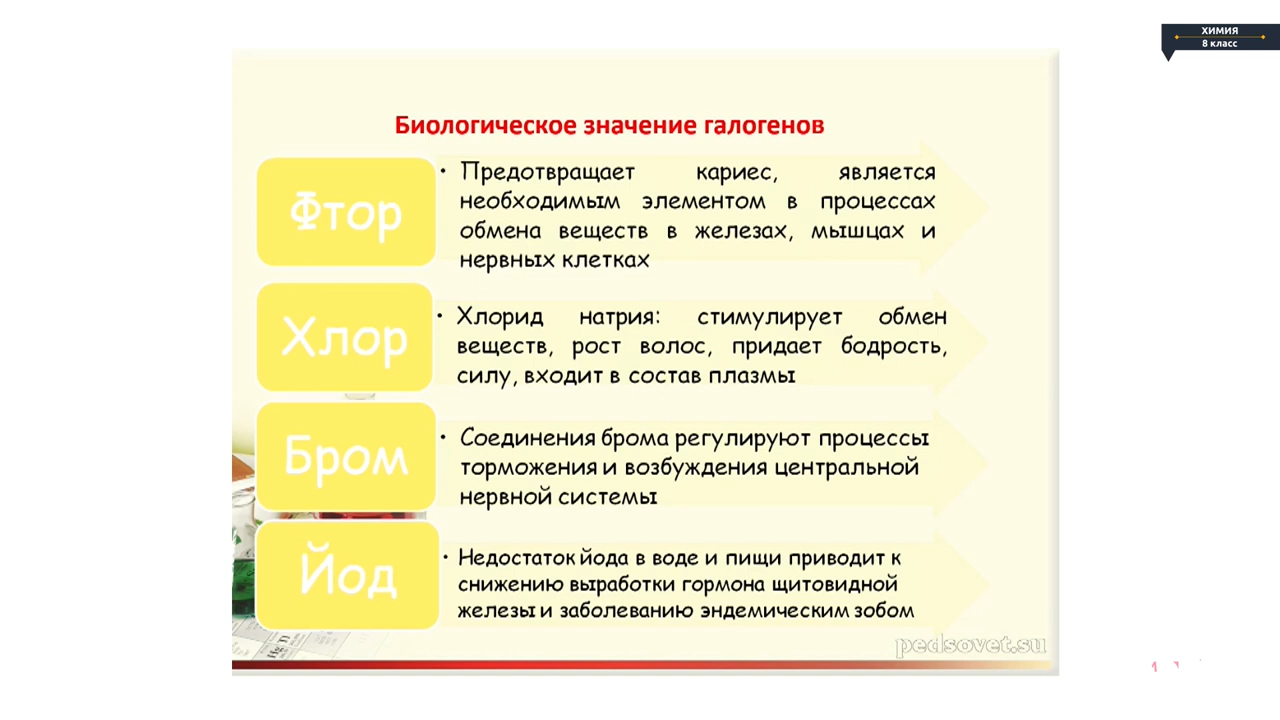 ХИМИЯ
8 класс
Биологическое значение галогенов
Фтор
• Предотвращает кариес, является
необходимым элементом в процессах
обмена веществ в железах, мышцах и
нервных клетках
Хлор
• Хлорид натрия: стимулирует обмен
веществ, рост волос, придает бодрость,
силу, входит в состав плазмы
Бром
• Соединения брома регулируют процессы
торможения и возбуждения центральной
нервной системы
Йод
• Недостаток йода в воде и пищи приводит к
снижению выработки гормона щитовидной
железы и заболеванию эндемическим зобом
Hg
pedsovet.su